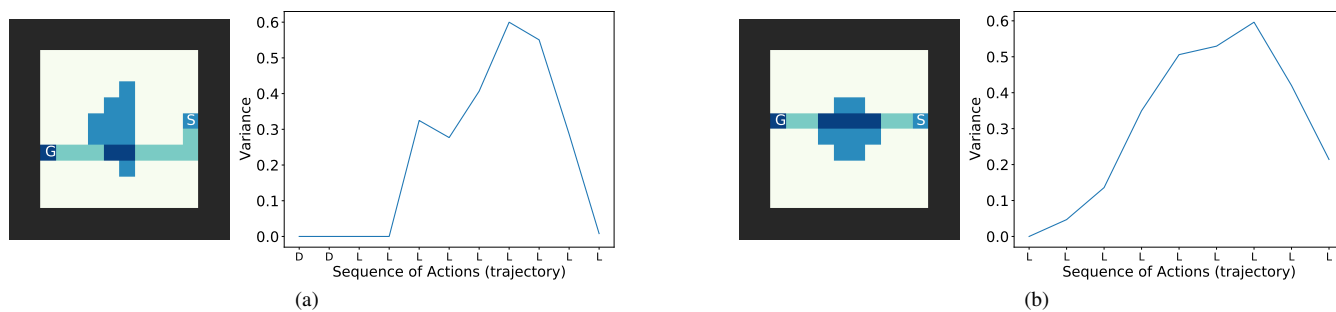 G
S
0.6
0.5
0.4
0.3
0.2
0.1
0.0
Variance
D D L L L L L L L L L
Sequence of Actions (trajectory)
(a)
G
S
0.6
0.5
0.4
0.3
0.2
0.1
0.0
Variance
L L L L L L L L L
Sequence of Actions (trajectory)
(b)